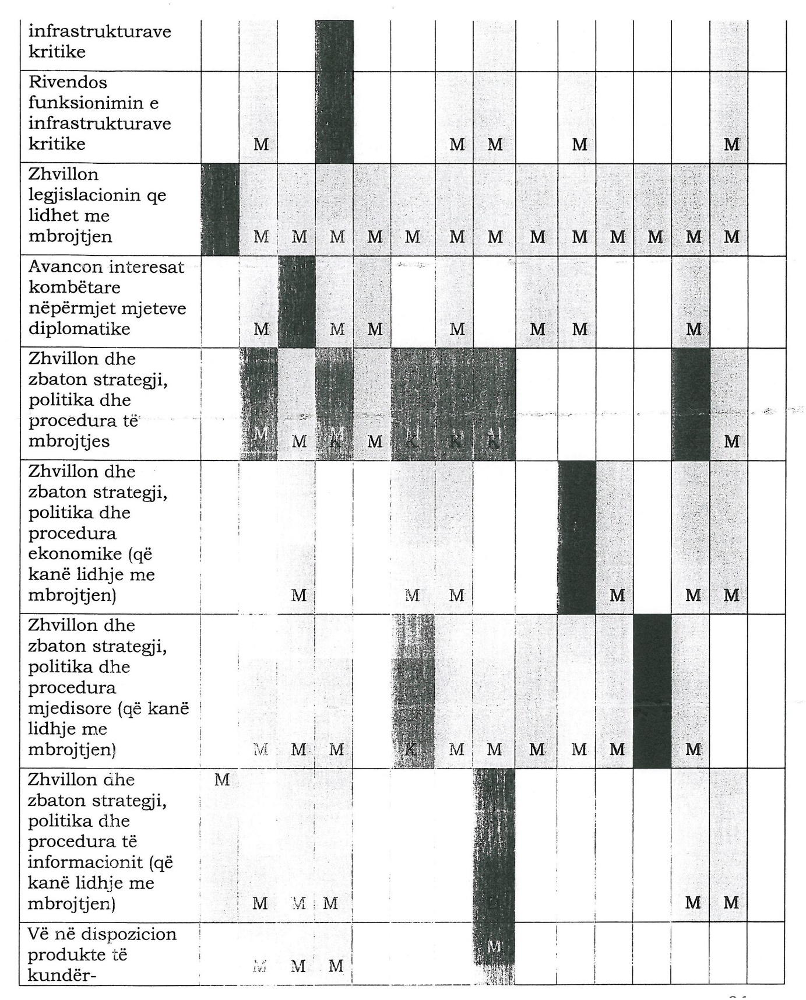 infrastrukturave
kritike
Rivendos
funksionimin e
infrastrukturave
kritike M M M M M
Zhvillon
legjislacionin qe
lidhet me
mbrojtjen M M M M M M M M M M M M M
Avancon interesat
kombëtare
nëpërmjet mjeteve
diplomatike M M M M M M M
Zhvillon dhe
zbaton strategji,
politika dhe
procedura të
mbrojtjes M M K M K K K M
Zhvillon dhe
zbaton strategji,
politika dhe
procedura
ekonomike (që
kanë lidhje me
mbrojtjen) M M M M M M
Zhvillon dhe
zbaton strategji,
politika dhe
procedura
mjedisore (që kanë
lidhje me
mbrojtjen) M M M K M M M M M M
Zhvillon dhe M
zbaton strategji,
politika dhe
procedura të
informacionit (që
kanë lidhje me
mbrojtjen) M M M M M
Vë në dispozicion
produkte të M
kundër- M M M